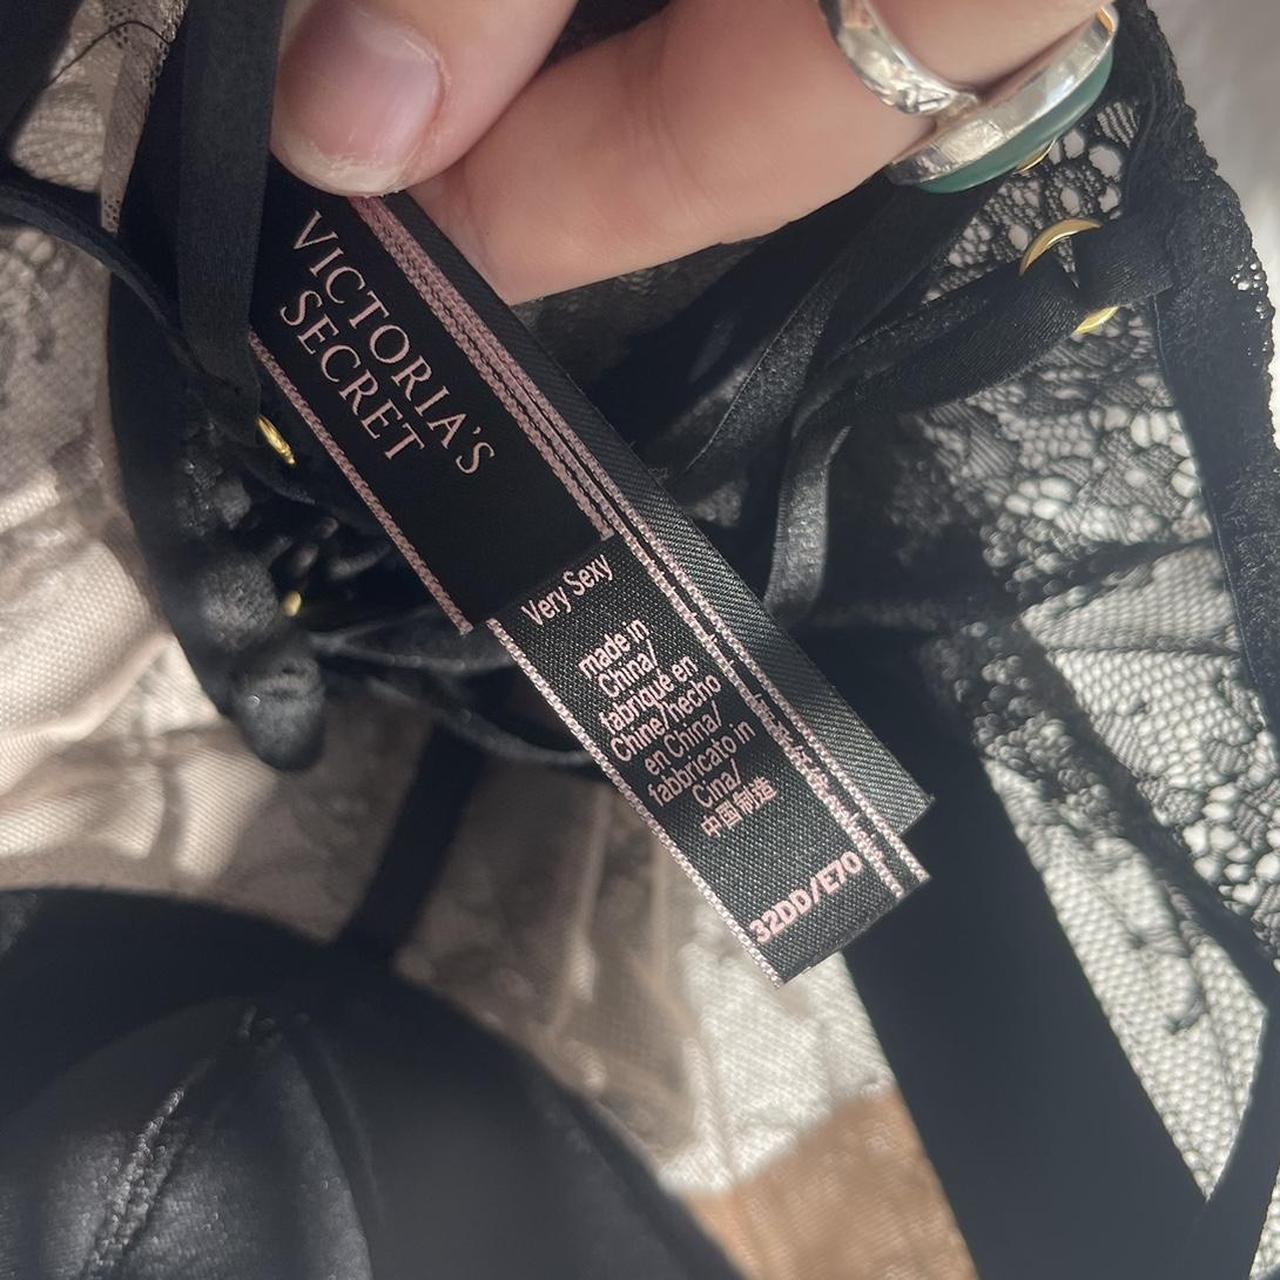 VICTORIA'S
SECRET
Very Sexy
made in
China/
fabriqué en
Chine/hecho
en China/
fabbricato in
Cina/
中国制造
32DD/E70